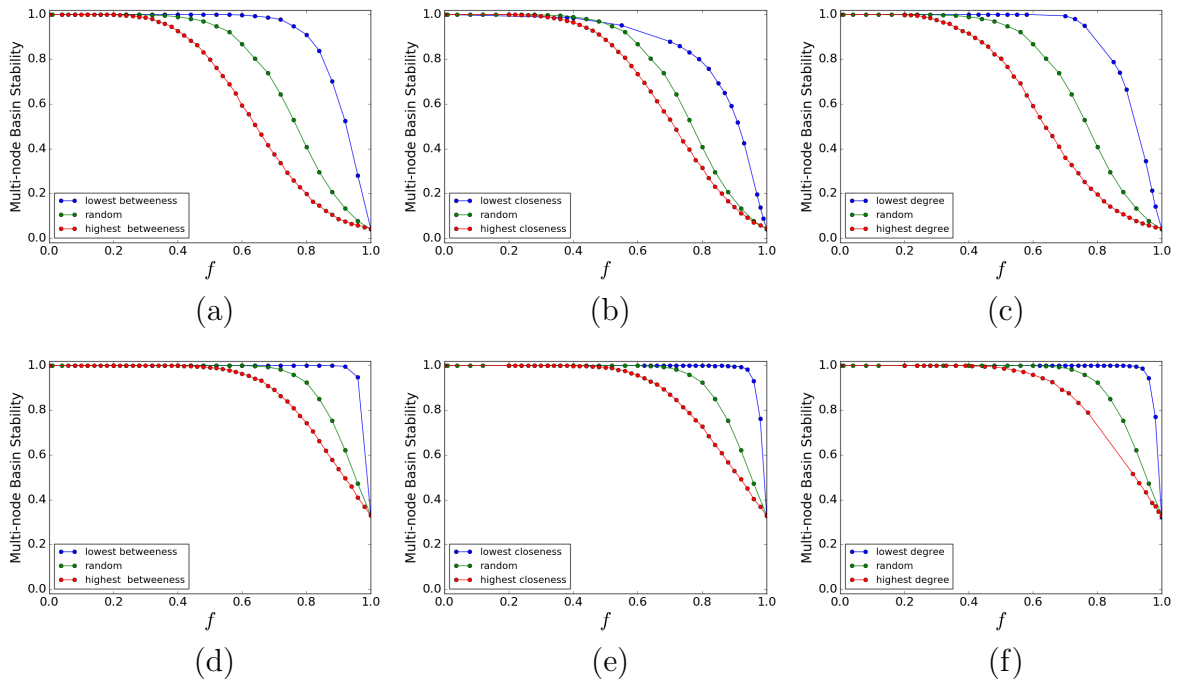 Multi-node Basin Stability
1.0
0.8
0.6
0.4
0.2
0.0
lowest betweeness
random
highest betweeness
0.0 0.2 0.4 0.6 0.8 1.0
f
(a)
Multi-node Basin Stability
1.0
0.8
0.6
0.4
0.2
0.0
lowest closeness
random
highest closeness
0.0 0.2 0.4 0.6 0.8 1.0
f
(b)
Multi-node Basin Stability
1.0
0.8
0.6
0.4
0.2
0.0
lowest degree
random
highest degree
0.0 0.2 0.4 0.6 0.8 1.0
f
(c)
Multi-node Basin Stability
1.0
0.8
0.6
0.4
0.2
0.0
lowest betweeness
random
highest betweeness
0.0 0.2 0.4 0.6 0.8 1.0
f
(d)
Multi-node Basin Stability
1.0
0.8
0.6
0.4
0.2
0.0
lowest closeness
random
highest closeness
0.0 0.2 0.4 0.6 0.8 1.0
f
(e)
Multi-node Basin Stability
1.0
0.8
0.6
0.4
0.2
0.0
lowest degree
random
highest degree
0.0 0.2 0.4 0.6 0.8 1.0
f
(f)